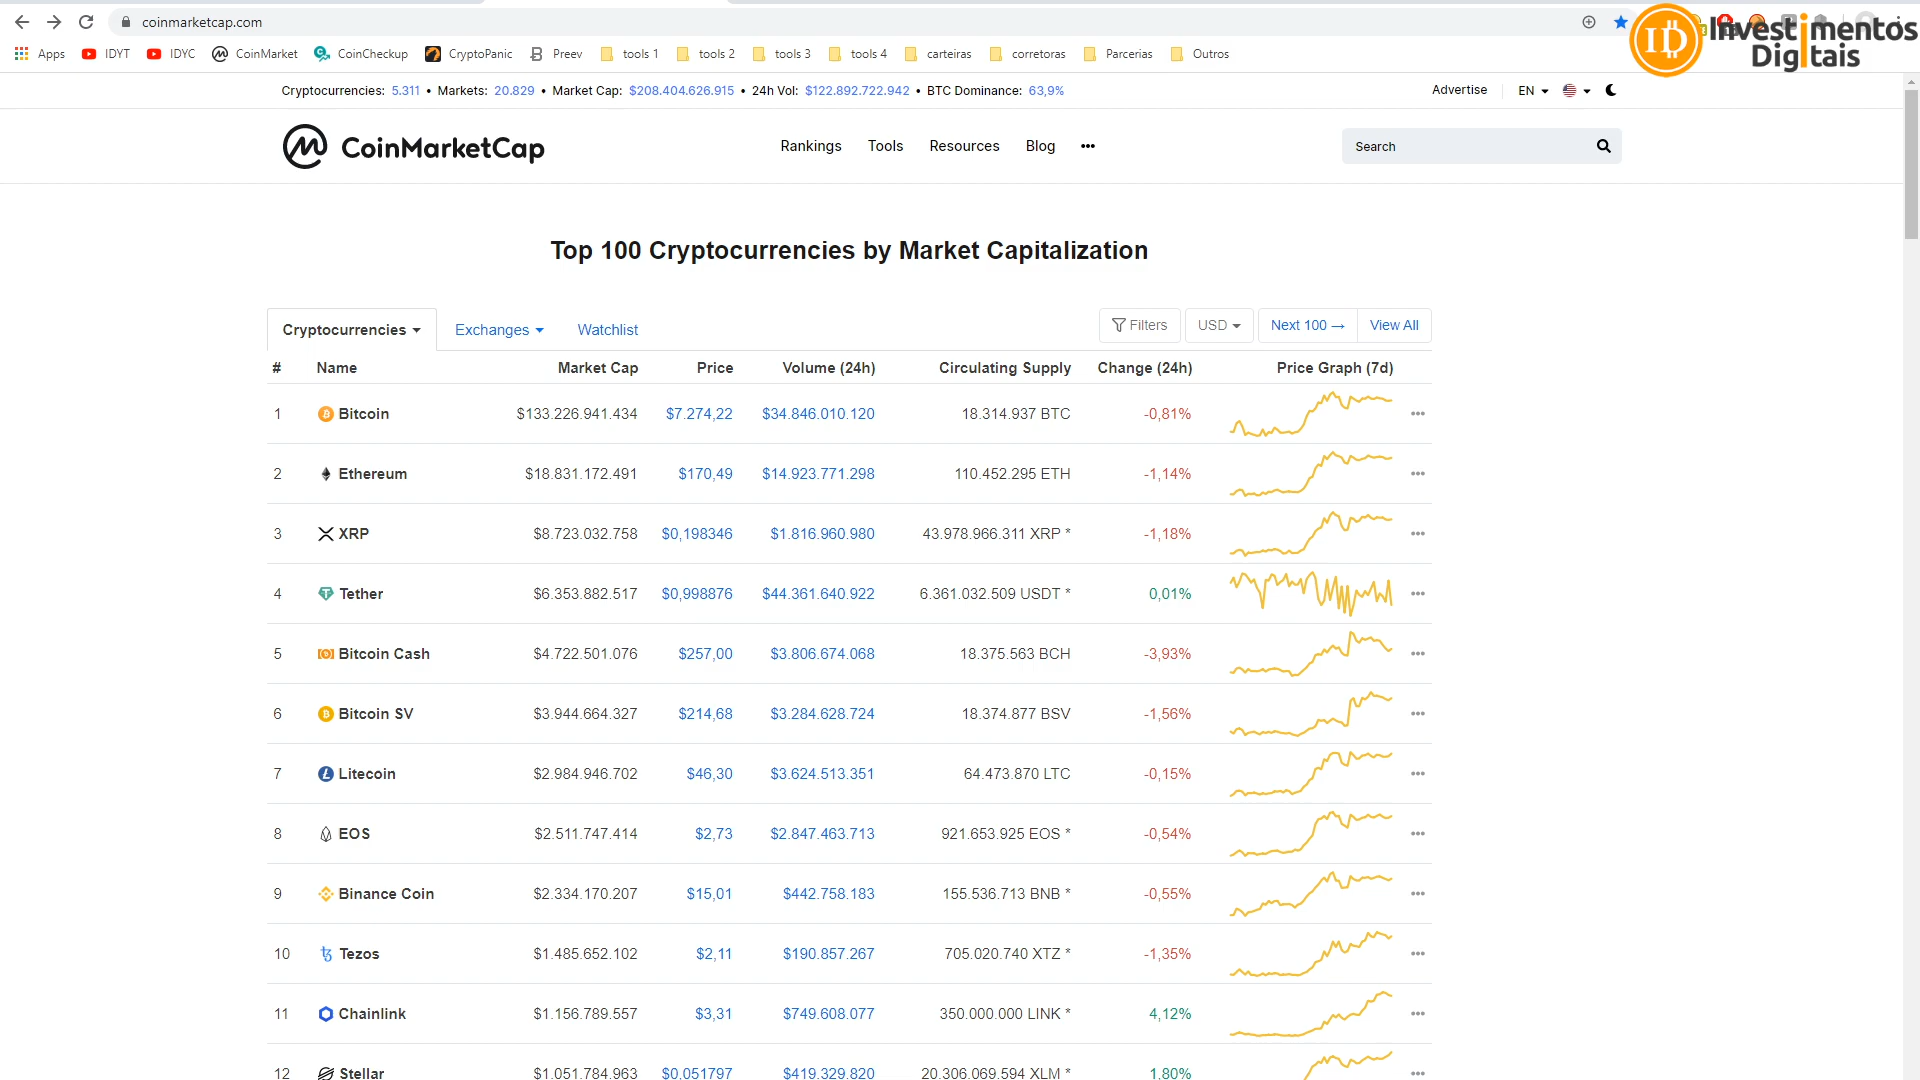 coinmarketcap.com
Investimentos
Digitais
ID
Apps IDYT IDYC CoinMarket CoinCheckup CryptoPanic Preev tools 1 tools 2 tools 3 tools 4 carteiras corretoras Parcerias Outros
Cryptocurrencies: 5.311 • Markets: 20.829 • Market Cap: $208.404.626.915 • 24h Vol: $122.892.722.942 • BTC Dominance: 63,9% Advertise EN
CoinMarketCap Rankings Tools Resources Blog ••• Search
Top 100 Cryptocurrencies by Market Capitalization
Cryptocurrencies Exchanges Watchlist Filters USD Next 100 → View All
# Name Market Cap Price Volume (24h) Circulating Supply Change (24h) Price Graph (7d)
1 Bitcoin $133.226.941.434 $7.274,22 $34.846.010.120 18.314.937 BTC -0,81%
2 Ethereum $18.831.172.491 $170,49 $14.923.771.298 110.452.295 ETH -1,14%
3 XRP $8.723.032.758 $0,198346 $1.816.960.980 43.978.966.311 XRP * -1,18%
4 Tether $6.353.882.517 $0,998876 $44.361.640.922 6.361.032.509 USDT * 0,01%
5 Bitcoin Cash $4.722.501.076 $257,00 $3.806.674.068 18.375.563 BCH -3,93%
6 Bitcoin SV $3.944.664.327 $214,68 $3.284.628.724 18.374.877 BSV -1,56%
7 Litecoin $2.984.946.702 $46,30 $3.624.513.351 64.473.870 LTC -0,15%
8 EOS $2.511.747.414 $2,73 $2.847.463.713 921.653.925 EOS * -0,54%
9 Binance Coin $2.334.170.207 $15,01 $442.758.183 155.536.713 BNB * -0,55%
10 Tezos $1.485.652.102 $2,11 $190.857.267 705.020.740 XTZ * -1,35%
11 Chainlink $1.156.789.557 $3,31 $749.608.077 350.000.000 LINK * 4,12%
12 Stellar $1.051.784.963 $0,051797 $419.329.820 20.306.069.594 XLM * 1,80%